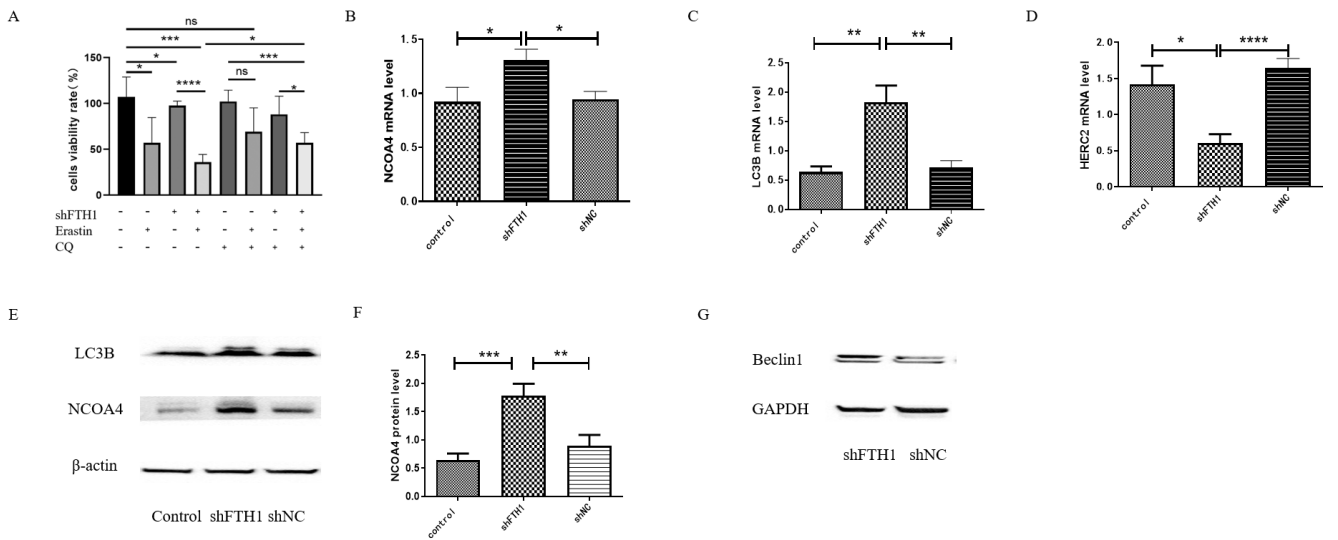 A
ns
***
*
*
***
*
****
ns
*
cells viability rate(%)
150
100
50
0
shFTH1 - - + + - - + +
Erastin - + - + - + - +
CQ - - - - + + + +
B
*
*
NCOA4 mRNA level
1.5
1.0
0.5
0.0
control
shFTH1
shNC
C
**
**
LC3B mRNA level
2.5
2.0
1.5
1.0
0.5
0.0
control
shFTH1
shNC
D
*
****
HERC2 mRNA level
2.0
1.5
1.0
0.5
0.0
control
shFTH1
shNC
E
LC3B
NCOA4
β-actin
Control shFTH1 shNC
F
***
**
NCOA4 protein level
2.5
2.0
1.5
1.0
0.5
0.0
control
shFTH1
shNC
G
Beclin1
GAPDH
shFTH1 shNC